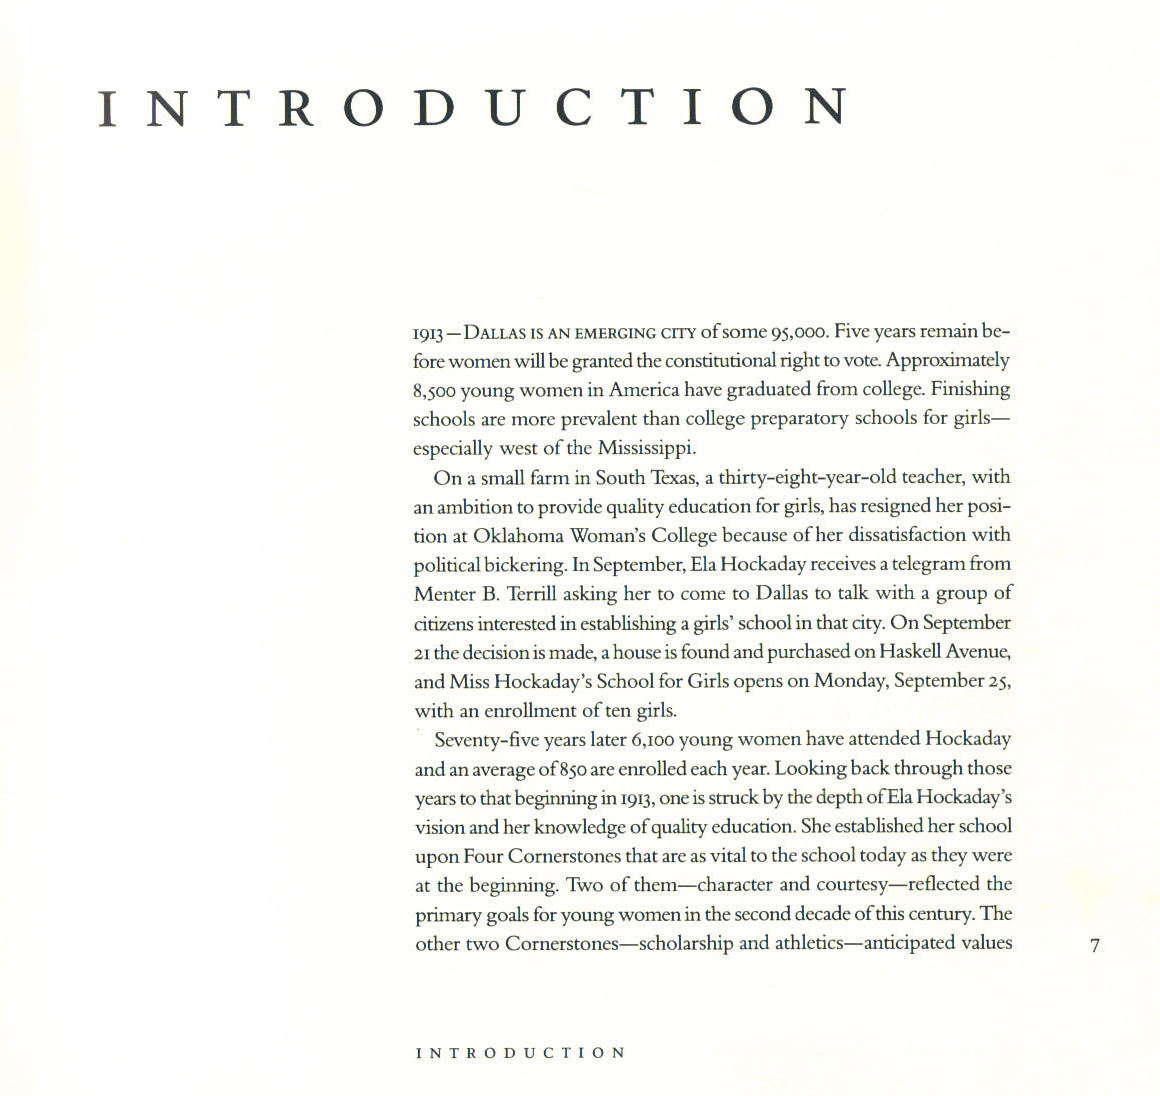 INTRODUCTION
1913—DALLAS IS AN EMERGING CITY of some 95,000. Five years remain be-
fore women will be granted the constitutional right to vote. Approximately
8,500 young women in America have graduated from college. Finishing
schools are more prevalent than college preparatory schools for girls—
especially west of the Mississippi.
On a small farm in South Texas, a thirty-eight-year-old teacher, with
an ambition to provide quality education for girls, has resigned her posi-
tion at Oklahoma Woman's College because of her dissatisfaction with
political bickering. In September, Ela Hockaday receives a telegram from
Menter B. Terrill asking her to come to Dallas to talk with a group of
citizens interested in establishing a girls' school in that city. On September
21 the decision is made, a house is found and purchased on Haskell Avenue,
and Miss Hockaday's School for Girls opens on Monday, September 25,
with an enrollment of ten girls.
Seventy-five years later 6,100 young women have attended Hockaday
and an average of 850 are enrolled each year. Looking back through those
years to that beginning in 1913, one is struck by the depth of Ela Hockaday's
vision and her knowledge of quality education. She established her school
upon Four Cornerstones that are as vital to the school today as they were
at the beginning. Two of them—character and courtesy—reflected the
primary goals for young women in the second decade of this century. The
other two Cornerstones—scholarship and athletics—anticipated values
7
INTRODUCTION